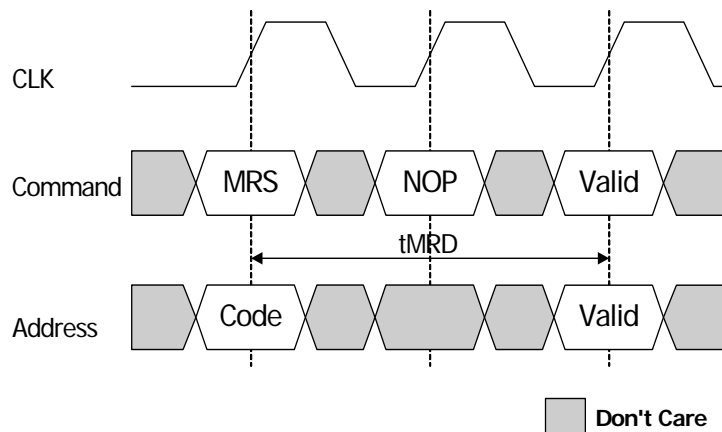 CLK
Command MRS NOP Valid
tMRD
Address Code Valid
Don't Care